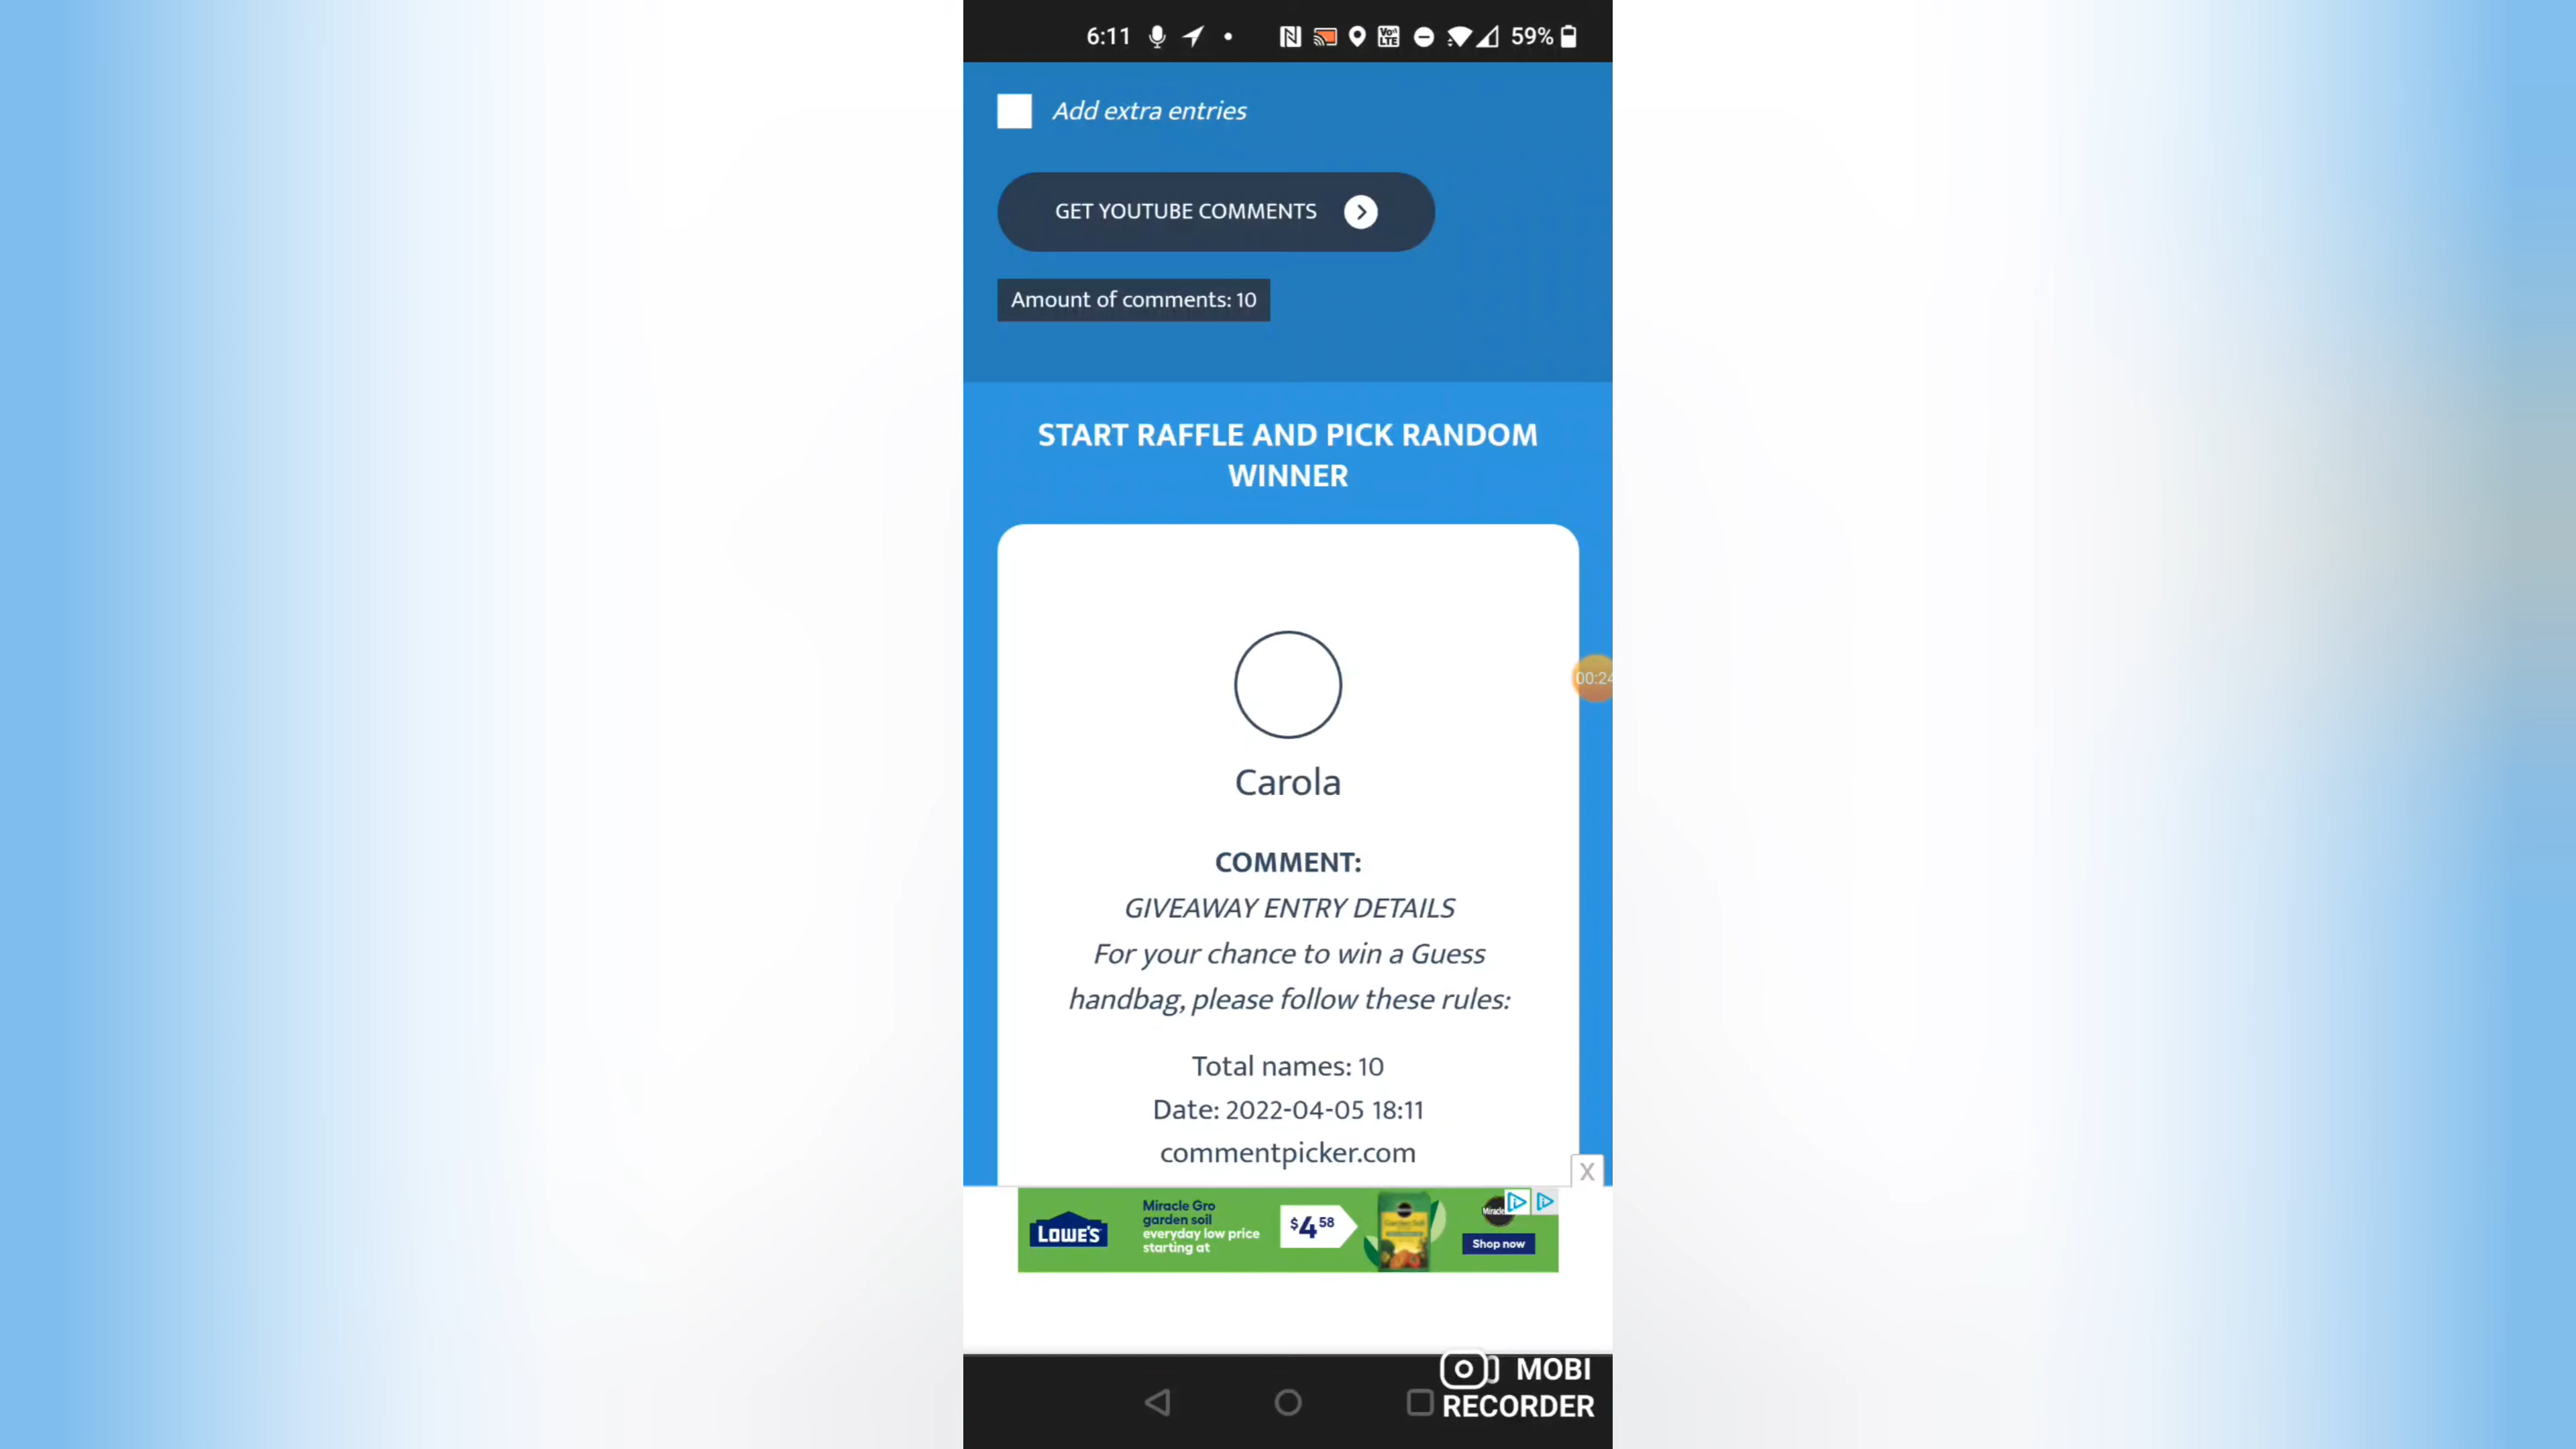 6:11
VoLTE
59%
Add extra entries
GET YOUTUBE COMMENTS
Amount of comments: 10
START RAFFLE AND PICK RANDOM
WINNER
00:24
Carola
COMMENT:
GIVEAWAY ENTRY DETAILS
For your chance to win a Guess
handbag, please follow these rules:
Total names: 10
Date: 2022-04-05 18:11
commentpicker.com
X
LOWE'S
Miracle Gro
garden soil
everyday low price
starting at
$4 58
Shop now
MOBI
RECORDER